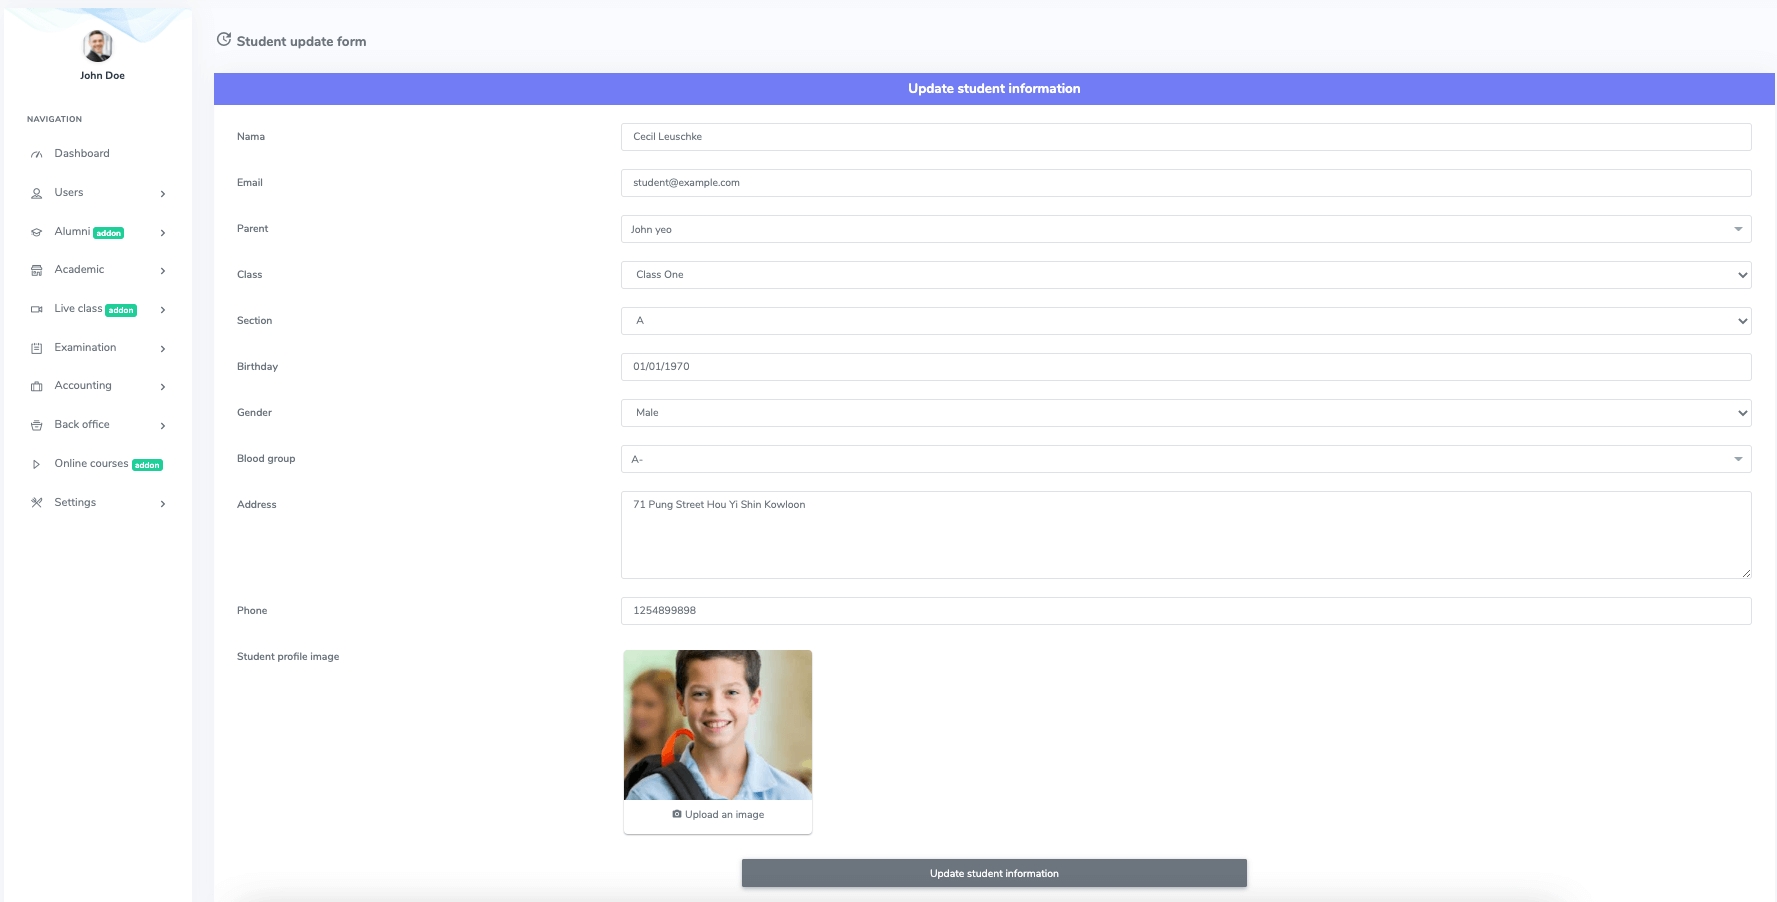 John Doe
NAVIGATION
Dashboard
Users
Alumni addon
Academic
Live class addon
Examination
Accounting
Back office
Online courses addon
Settings
Student update form
Update student information
Nama
Cecil Leuschke
Email
student@example.com
Parent
John yeo
Class
Class One
Section
A
Birthday
01/01/1970
Gender
Male
Blood group
A-
Address
71 Pung Street Hou Yi Shin Kowloon
Phone
1254899898
Student profile image
Upload an image
Update student information